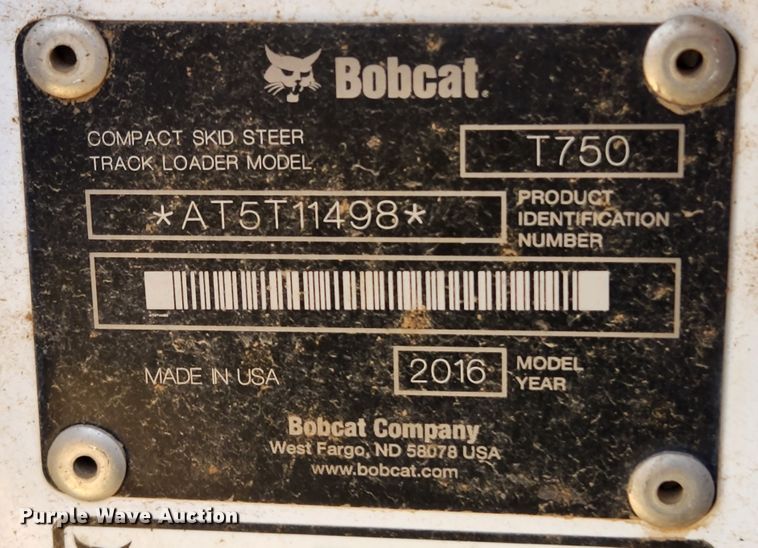 Bobcat.
COMPACT SKID STEER
TRACK LOADER MODEL
T750
*AT5T11498*
PRODUCT
IDENTIFICATION
NUMBER
MADE IN USA
2016
MODEL
YEAR
Bobcat Company
West Fargo, ND 58078 USA
www.bobcat.com
Purple Wave Auction